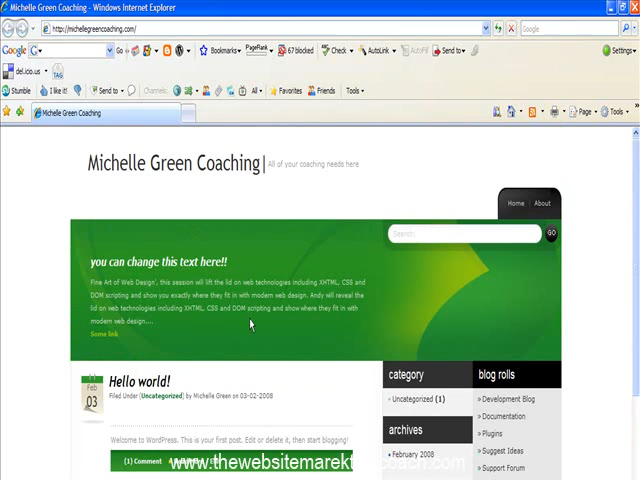 Michelle Green Coaching - Windows Internet Explorer
http://michellegreencoaching.com/
Google
Google G Go Bookmarks PageRank 67 blocked Check AutoLink AutoFill Send to Settings
del.icio.us TAG
Stumble I like it! Send to Channels: All Favorites Friends Tools
Michelle Green Coaching Page Tools
Michelle Green Coaching| All of your coaching needs here
Home About
Search: GO
you can change this text here!!
Fine Art of Web Design', this session will lift the lid on web technologies including XHTML, CSS and
DOM scripting and show you exactly where they fit in with modern web design. Andy will reveal the
lid on web technologies including XHTML, CSS and DOM scripting and show where they fit in with
modern web design....
Some link
category
Uncategorized (1)
archives
February 2008
blog rolls
» Development Blog
» Documentation
» Plugins
» Suggest Ideas
» Support Forum
Feb
03
Hello world!
Filed Under (Uncategorized) by Michelle Green on 03-02-2008
Welcome to WordPress. This is your first post. Edit or delete it, then start blogging!
(1) Comment